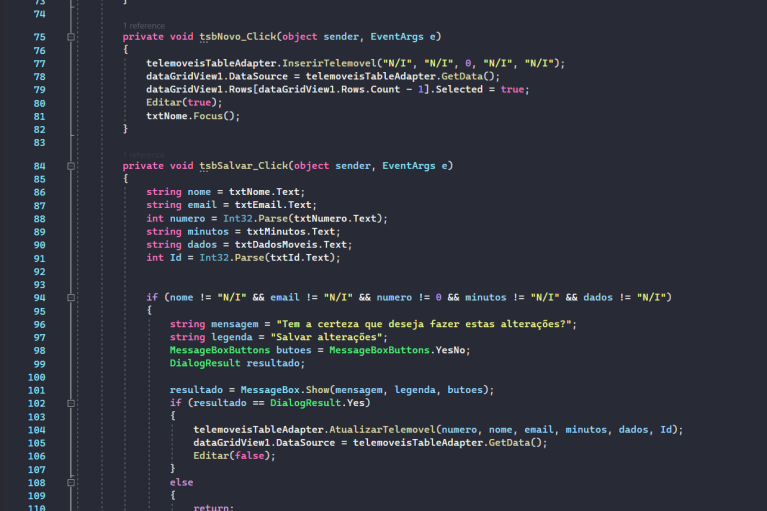 73 }
74
1 reference
75 private void tsbNovo_Click(object sender, EventArgs e)
76 {
77 telemoveisTableAdapter.InserirTelemovel("N/I", "N/I", 0, "N/I", "N/I");
78 dataGridView1.DataSource = telemoveisTableAdapter.GetData();
79 dataGridView1.Rows[dataGridView1.Rows.Count - 1].Selected = true;
80 Editar(true);
81 txtNome.Focus();
82 }
83
1 reference
84 private void tsbSalvar_Click(object sender, EventArgs e)
85 {
86 string nome = txtNome.Text;
87 string email = txtEmail.Text;
88 int numero = Int32.Parse(txtNumero.Text);
89 string minutos = txtMinutos.Text;
90 string dados = txtDadosMoveis.Text;
91 int Id = Int32.Parse(txtId.Text);
92
93
94 if (nome != "N/I" && email != "N/I" && numero != 0 && minutos != "N/I" && dados != "N/I")
95 {
96 string mensagem = "Tem a certeza que deseja fazer estas alterações?";
97 string legenda = "Salvar alterações";
98 MessageBoxButtons butoes = MessageBoxButtons.YesNo;
99 DialogResult resultado;
100
101 resultado = MessageBox.Show(mensagem, legenda, butoes);
102 if (resultado == DialogResult.Yes)
103 {
104 telemoveisTableAdapter.AtualizarTelemovel(numero, nome, email, minutos, dados, Id);
105 dataGridView1.DataSource = telemoveisTableAdapter.GetData();
106 Editar(false);
107 }
108 else
109 {
110 return;